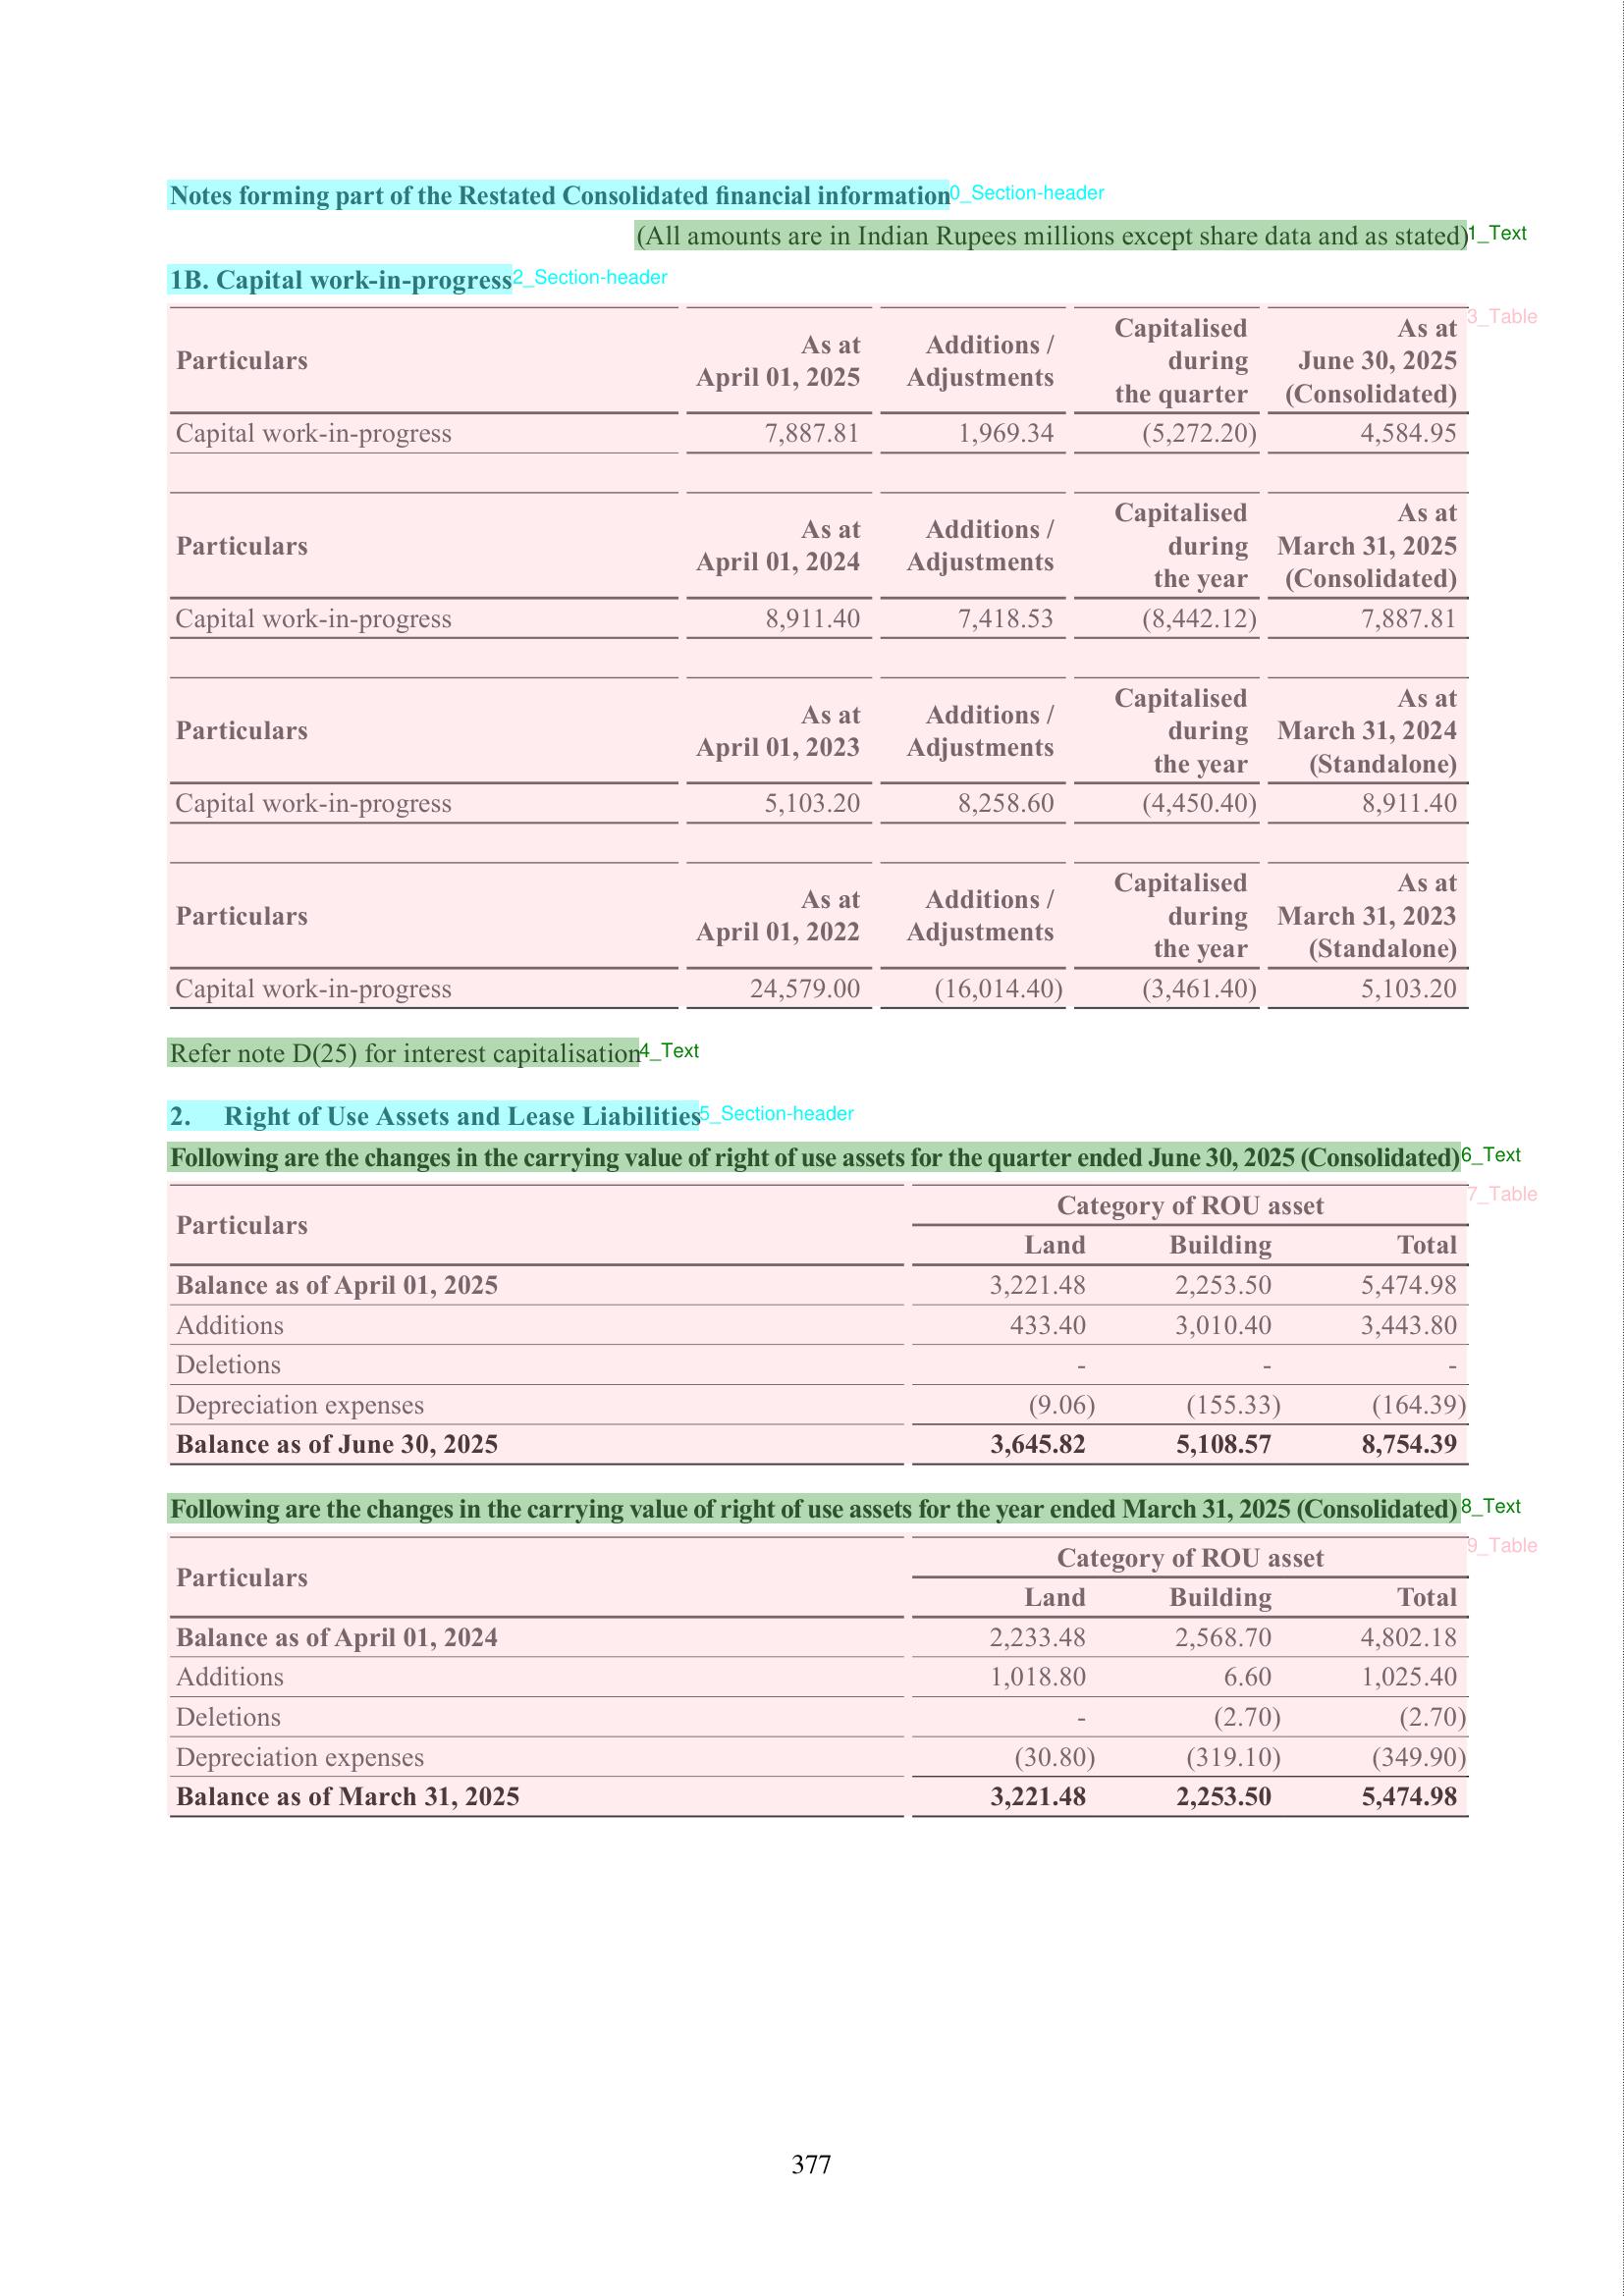 Notes forming part of the Restated Consolidated financial information 0_Section-header
(All amounts are in Indian Rupees millions except share data and as stated) 1_Text
1B. Capital work-in-progress 2_Section-header
3_Table
Particulars As at April 01, 2025 Additions / Adjustments Capitalised during the quarter As at June 30, 2025 (Consolidated)
Capital work-in-progress 7,887.81 1,969.34 (5,272.20) 4,584.95
Particulars As at April 01, 2024 Additions / Adjustments Capitalised during the year As at March 31, 2025 (Consolidated)
Capital work-in-progress 8,911.40 7,418.53 (8,442.12) 7,887.81
Particulars As at April 01, 2023 Additions / Adjustments Capitalised during the year As at March 31, 2024 (Standalone)
Capital work-in-progress 5,103.20 8,258.60 (4,450.40) 8,911.40
Particulars As at April 01, 2022 Additions / Adjustments Capitalised during the year As at March 31, 2023 (Standalone)
Capital work-in-progress 24,579.00 (16,014.40) (3,461.40) 5,103.20
Refer note D(25) for interest capitalisation 4_Text
2. Right of Use Assets and Lease Liabilities 5_Section-header
Following are the changes in the carrying value of right of use assets for the quarter ended June 30, 2025 (Consolidated) 6_Text
7_Table
Particulars Category of ROU asset
Land Building Total
Balance as of April 01, 2025 3,221.48 2,253.50 5,474.98
Additions 433.40 3,010.40 3,443.80
Deletions - - -
Depreciation expenses (9.06) (155.33) (164.39)
Balance as of June 30, 2025 3,645.82 5,108.57 8,754.39
Following are the changes in the carrying value of right of use assets for the year ended March 31, 2025 (Consolidated) 8_Text
9_Table
Particulars Category of ROU asset
Land Building Total
Balance as of April 01, 2024 2,233.48 2,568.70 4,802.18
Additions 1,018.80 6.60 1,025.40
Deletions - (2.70) (2.70)
Depreciation expenses (30.80) (319.10) (349.90)
Balance as of March 31, 2025 3,221.48 2,253.50 5,474.98
377